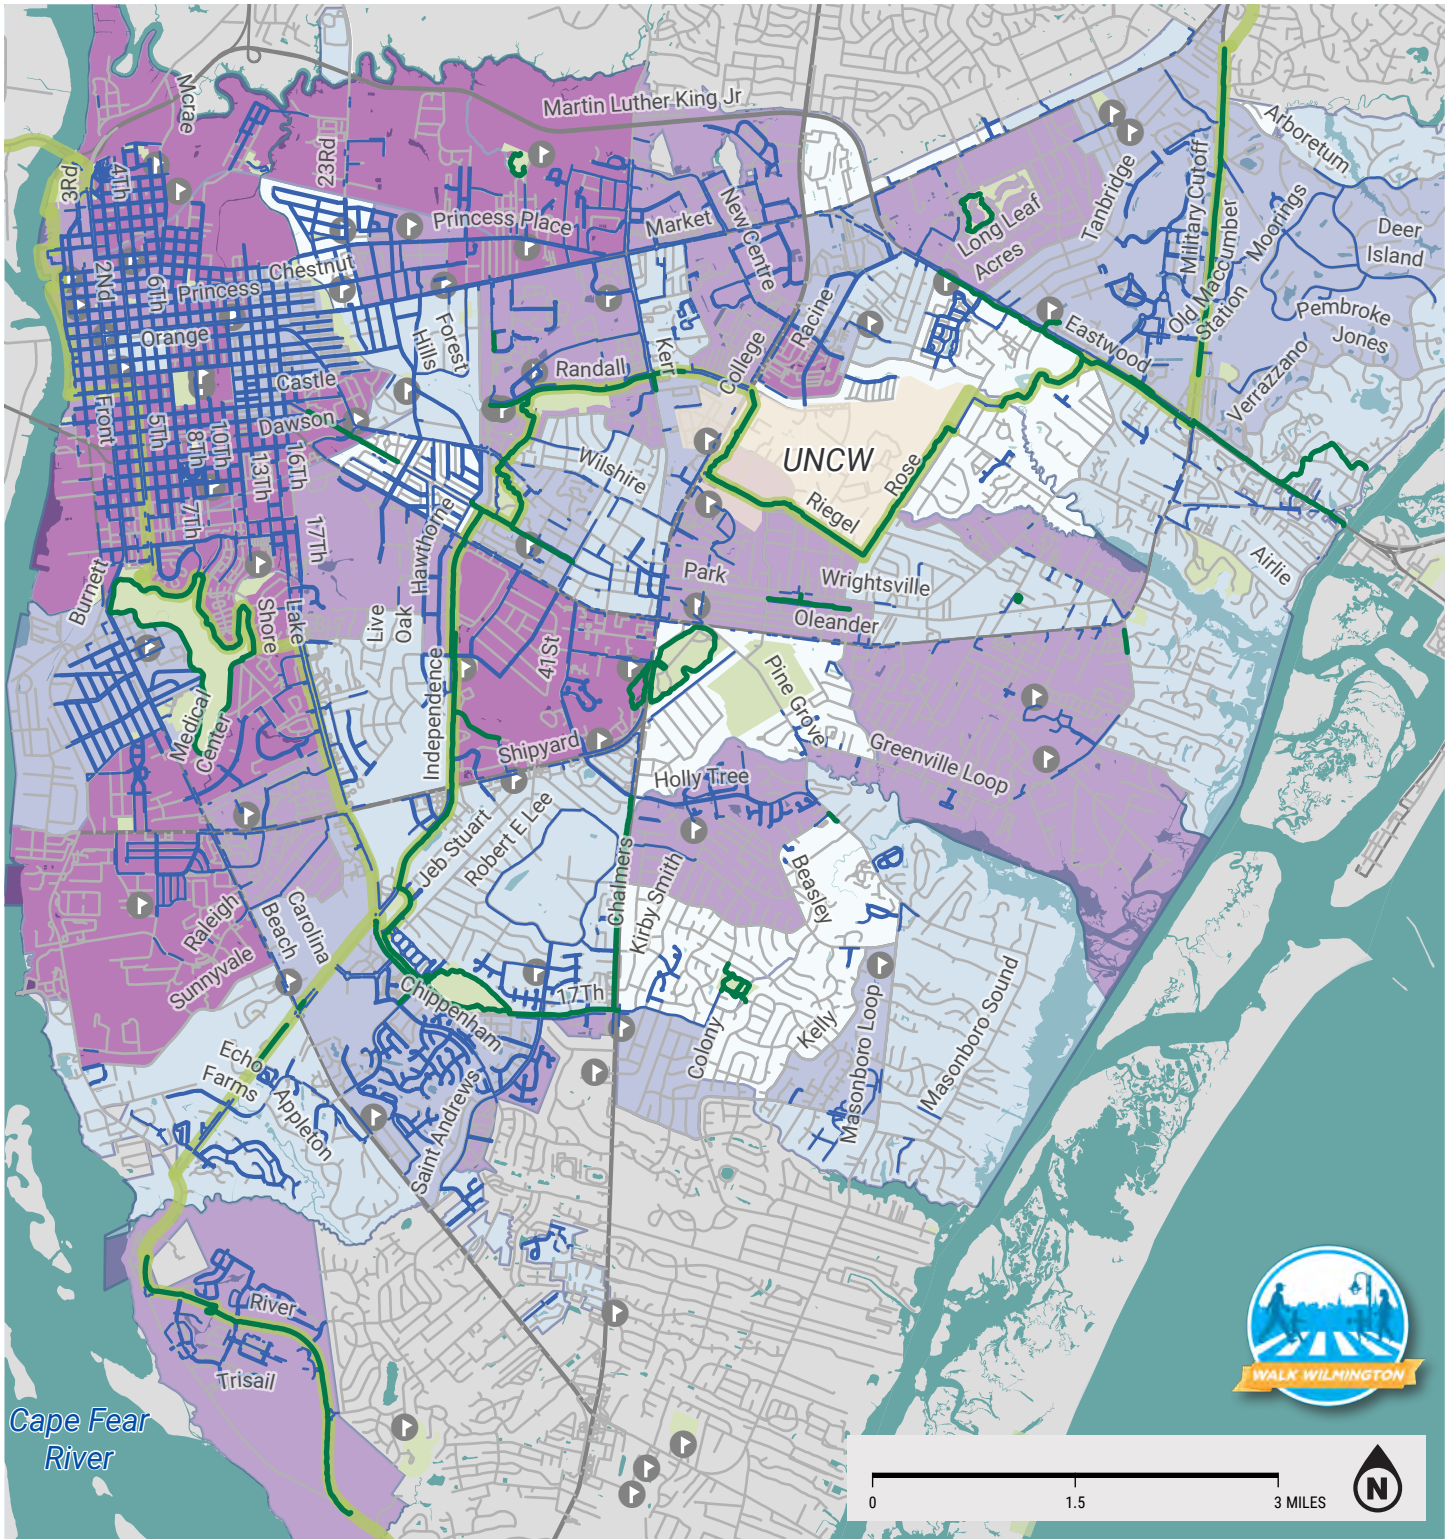 Martin Luther King Jr
Mcrae
Arboretum
3Rd
4Th
23Rd
Tanbridge
Military Cutoff
Old Maccumber
Station
Moorings
Princess Place
Market
New Centre
Long Leaf
Acres
Deer
Island
2Nd
6Th
Chestnut
Princess
Orange
Forest
Hills
Pembroke
Jones
Racine
Eastwood
Randall
Kerr
College
Castle
Verrazzano
Front
5Th
8Th
10Th
Dawson
13Th
16Th
Wilshire
UNCW
Rose
Riegel
7Th
17Th
Hawthorne
Airlie
Burnett
Shore
Lake
Live
Oak
Park
Wrightsville
Oleander
41St
Independence
Pine Grove
Medical
Center
Shipyard
Greenville Loop
Holly Tree
Jeb Stuart
Robert E Lee
Chalmers
Kirby Smith
Beasley
Raleigh
Sunnyvale
Carolina
Beach
Chippenham
17Th
Colony
Kelly
Masonboro Loop
Masonboro Sound
Echo
Farms
Appleton
Saint Andrews
River
Trisail
Cape Fear
River
WALK WILMINGTON
0
1.5
3 MILES
N